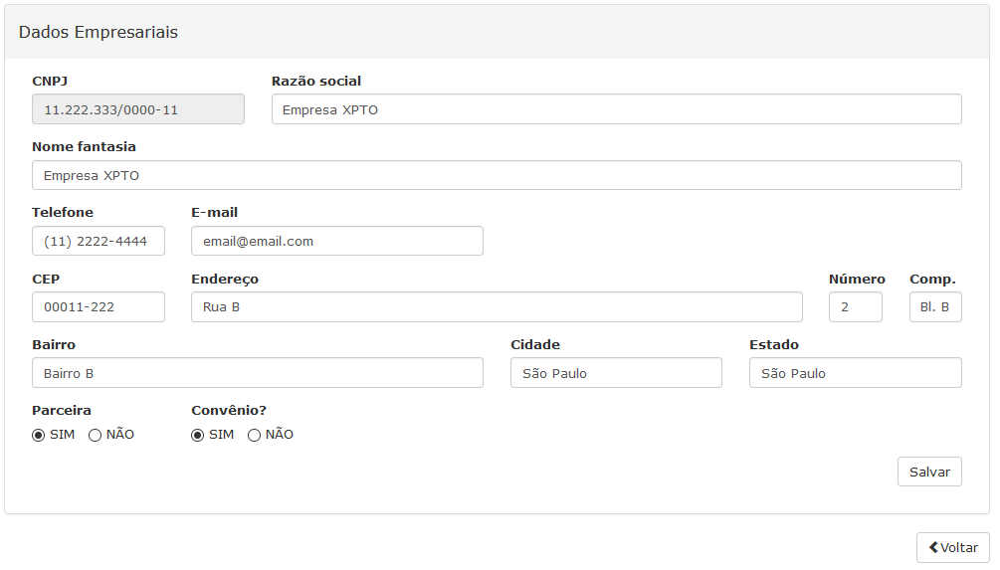 Dados Empresariais
CNPJ Razão social
11.222.333/0000-11 Empresa XPTO
Nome fantasia
Empresa XPTO
Telefone E-mail
(11) 2222-4444 email@email.com
CEP Endereço Número Comp.
00011-222 Rua B 2 Bl. B
Bairro Cidade Estado
Bairro B São Paulo São Paulo
Parceira Convênio?
SIM NÃO SIM NÃO
Salvar
Voltar